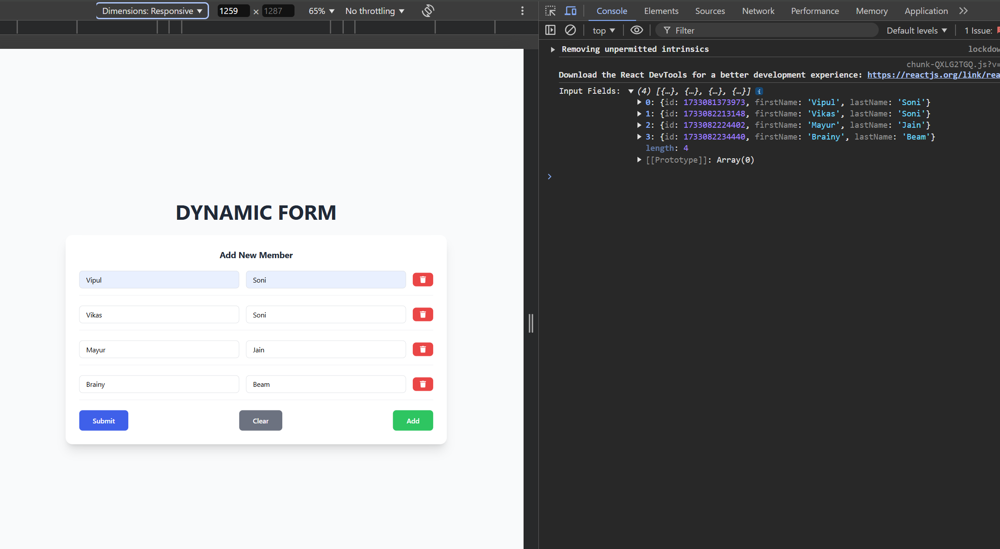 Dimensions: Responsive ▼ 1259 × 1287 65% ▼ No throttling ▼
Console Elements Sources Network Performance Memory Application
top ▼ Filter Default levels ▼ 1 Issue:
Removing unpermitted intrinsics lockdow
chunk-QXLG2TGQ.js?v=
Download the React DevTools for a better development experience: https://reactjs.org/link/rea
Input Fields: ▼ (4) [{…}, {…}, {…}, {…}] i
▶ 0: {id: 1733081373973, firstName: 'Vipul', lastName: 'Soni'}
▶ 1: {id: 1733082213148, firstName: 'Vikas', lastName: 'Soni'}
▶ 2: {id: 1733082224402, firstName: 'Mayur', lastName: 'Jain'}
▶ 3: {id: 1733082234440, firstName: 'Brainy', lastName: 'Beam'}
length: 4
▶ [[Prototype]]: Array(0)
DYNAMIC FORM
Add New Member
Vipul Soni
Vikas Soni
Mayur Jain
Brainy Beam
Submit Clear Add